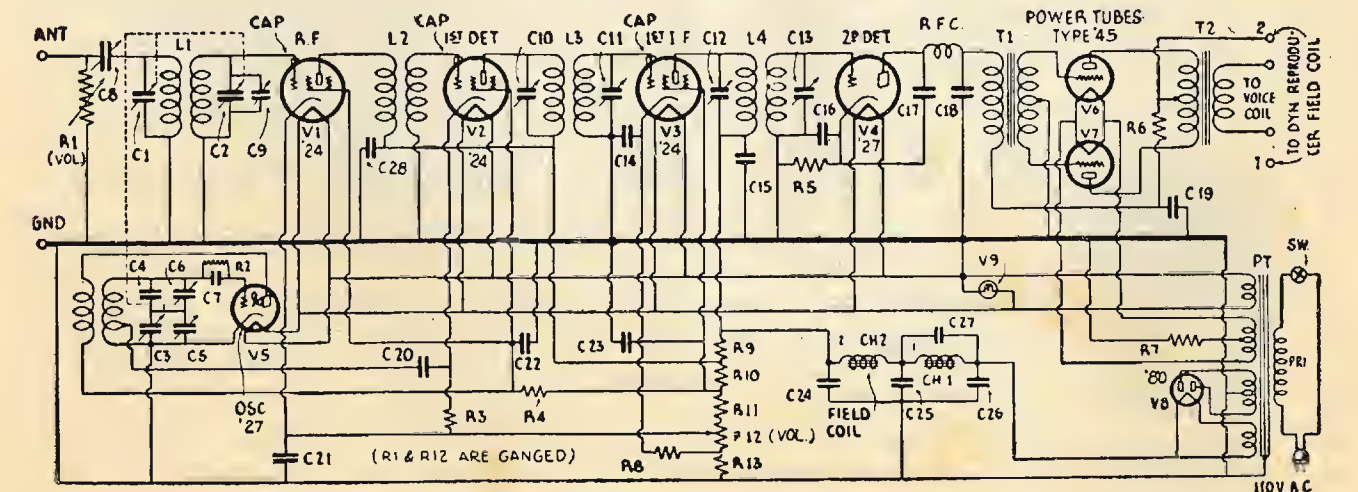 ANT
CAP
R.F
L1
C8
R1
(VOL)
C1
C2
C9
V1
'24
L2
CAP
1ST DET
C10
V2
'24
C28
L3
C11
CAP
1ST I F
C12
V3
'24
C14
L4
C13
2D DET
C16
V4
'27
C15
R5
R.F.C.
C17
C18
T1
POWER TUBES
TYPE '45
V6
V7
R6
T2
2
TO
VOICE
COIL
1
TO DYN REPRODU-
CER FIELD COIL
C19
GND
C4
C6
R2
C7
C3
C5
V5
OSC
'27
C20
C22
C23
R3
R4
C21
(R1 & R12 ARE GANGED)
R8
R9
R10
R11
R12 (VOL.)
R13
V9
2
CH2
1
C27
CH1
C24
FIELD
COIL
C25
C26
R7
'80
V8
PT
SW.
PRI
110V A.C